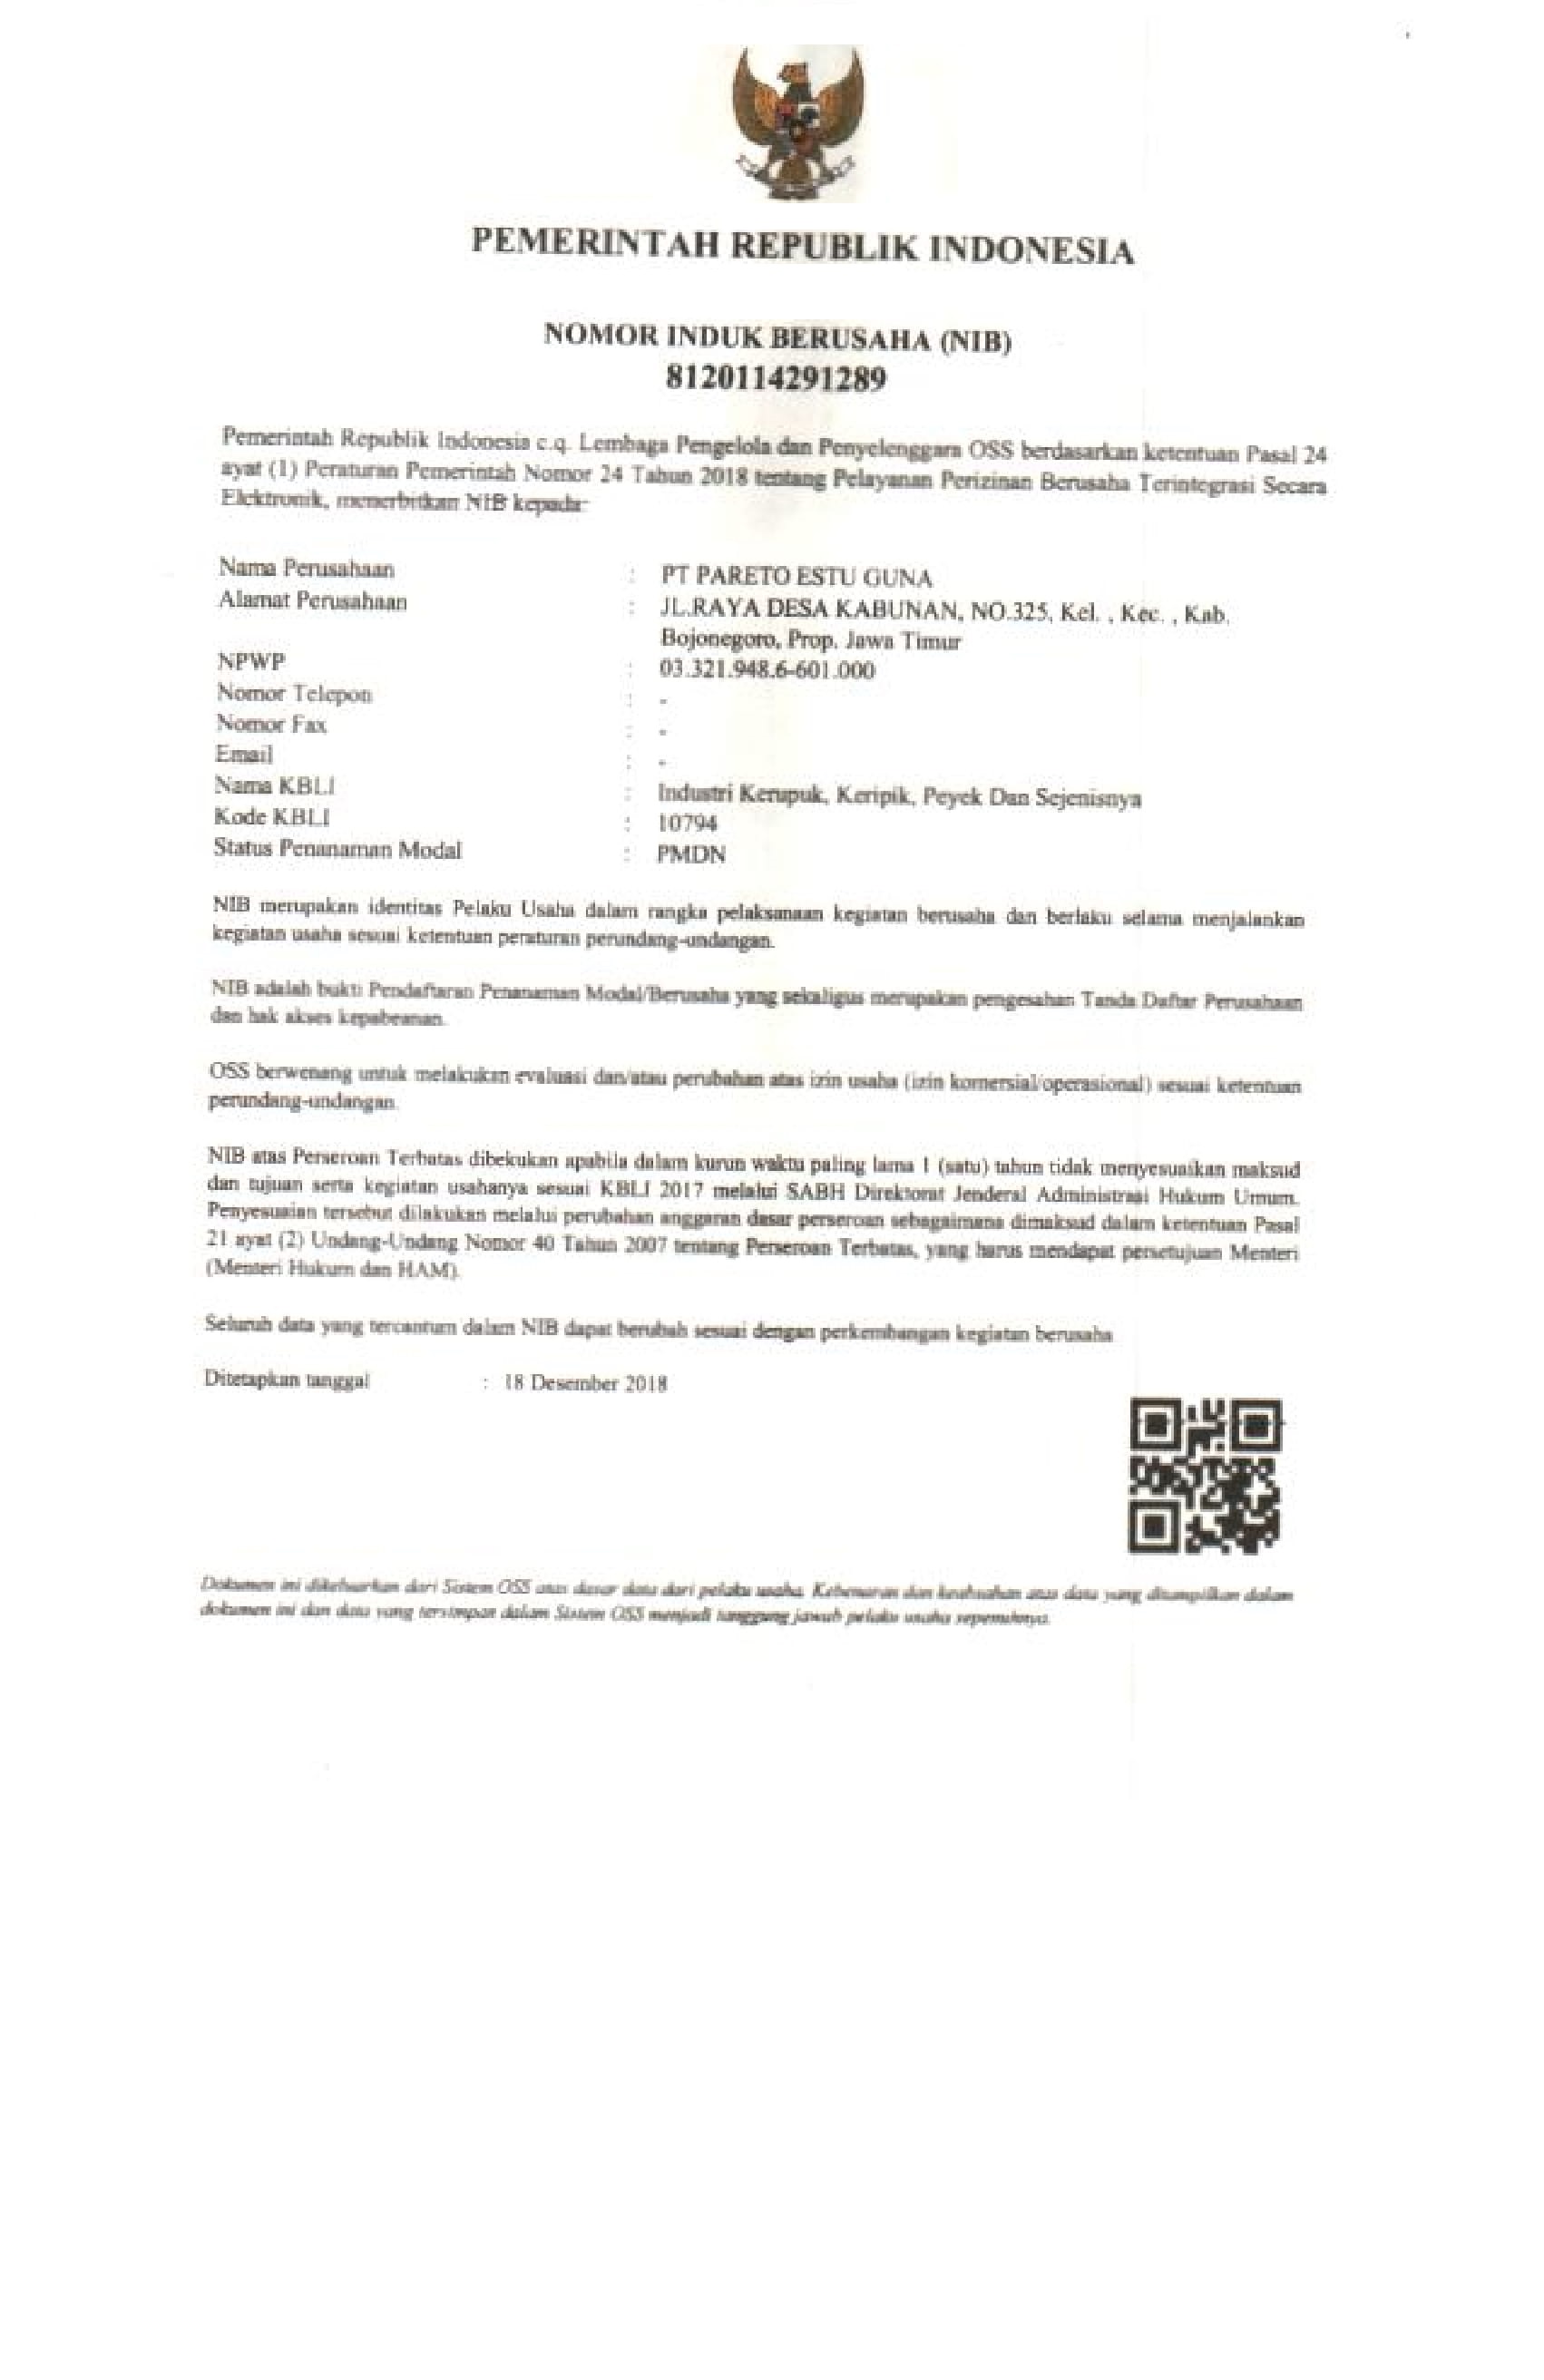 PEMERINTAH REPUBLIK INDONESIA
NOMOR INDUK BERUSAHA (NIB)
8120114291289
Pemerintah Republik Indonesia c.q. Lembaga Pengelola dan Penyelenggara OSS berdasarkan ketentuan Pasal 24
ayat (1) Peraturan Pemerintah Nomor 24 Tahun 2018 tentang Pelayanan Perizinan Berusaha Terintegrasi Secara
Elektronik, menerbitkan NIB kepada:
Nama Perusahaan : PT PARETO ESTU GUNA
Alamat Perusahaan : JL.RAYA DESA KABUNAN, NO.325, Kel. , Kec. , Kab.
Bojonegoro, Prop. Jawa Timur
NPWP : 03.321.948.6-601.000
Nomor Telepon : -
Nomor Fax : -
Email : -
Nama KBLI : Industri Kerupuk, Keripik, Peyek Dan Sejenisnya
Kode KBLI : 10794
Status Penanaman Modal : PMDN
NIB merupakan identitas Pelaku Usaha dalam rangka pelaksanaan kegiatan berusaha dan berlaku selama menjalankan
kegiatan usaha sesuai ketentuan peraturan perundang-undangan.
NIB adalah bukti Pendaftaran Penanaman Modal/Berusaha yang sekaligus merupakan pengesahan Tanda Daftar Perusahaan
dan hak akses kepabeanan.
OSS berwenang untuk melakukan evaluasi dan/atau perubahan atas izin usaha (izin komersial/operasional) sesuai ketentuan
perundang-undangan.
NIB atas Perseroan Terbatas dibekukan apabila dalam kurun waktu paling lama 1 (satu) tahun tidak menyesuaikan maksud
dan tujuan serta kegiatan usahanya sesuai KBLI 2017 melalui SABH Direktorat Jenderal Administrasi Hukum Umum.
Penyesuaian tersebut dilakukan melalui perubahan anggaran dasar perseroan sebagaimana dimaksud dalam ketentuan Pasal
21 ayat (2) Undang-Undang Nomor 40 Tahun 2007 tentang Perseroan Terbatas, yang harus mendapat persetujuan Menteri
(Menteri Hukum dan HAM).
Seluruh data yang tercantum dalam NIB dapat berubah sesuai dengan perkembangan kegiatan berusaha
Ditetapkan tanggal : 18 Desember 2018
Dokumen ini dikeluarkan dari Sistem OSS atas dasar data dari pelaku usaha. Kebenaran dan keabsahan atas data yang ditampilkan dalam
dokumen ini dan data yang tersimpan dalam Sistem OSS menjadi tanggung jawab pelaku usaha sepenuhnya.